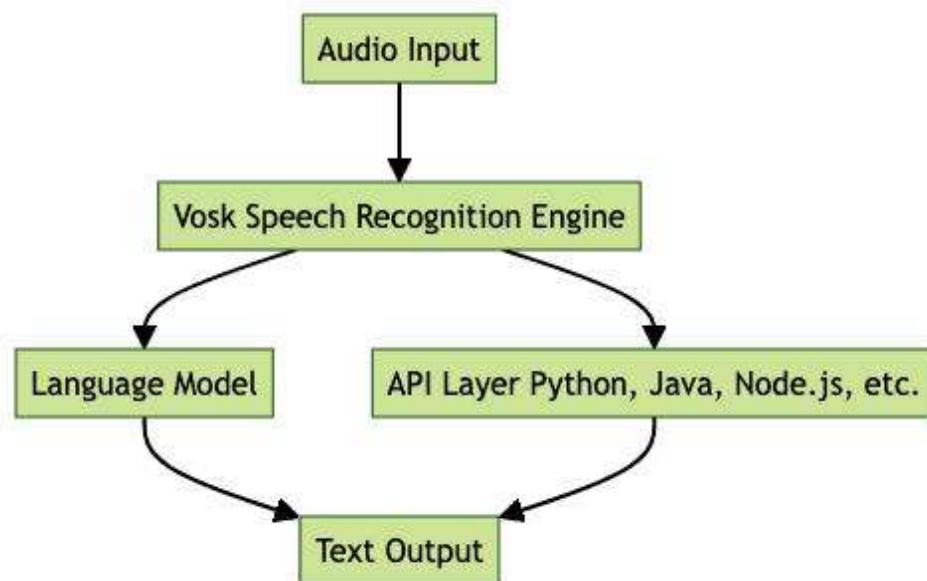 Audio Input
Vosk Speech Recognition Engine
Language Model
API Layer Python, Java, Node.js, etc.
Text Output